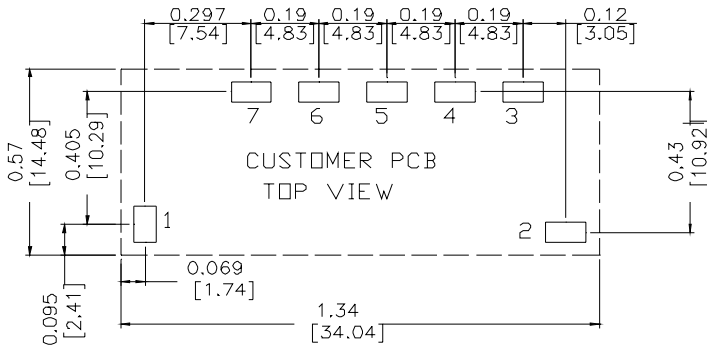 0.297 0.19 0.19 0.19 0.19 0.12
[7.54] [4.83] [4.83] [4.83] [4.83] [3.05]
7 6 5 4 3
0.57
[14.48]
0.405
[10.29]
CUSTOMER PCB
TOP VIEW
0.43
[10.92]
1
2
0.069
[1.74]
0.095
[2.41]
1.34
[34.04]